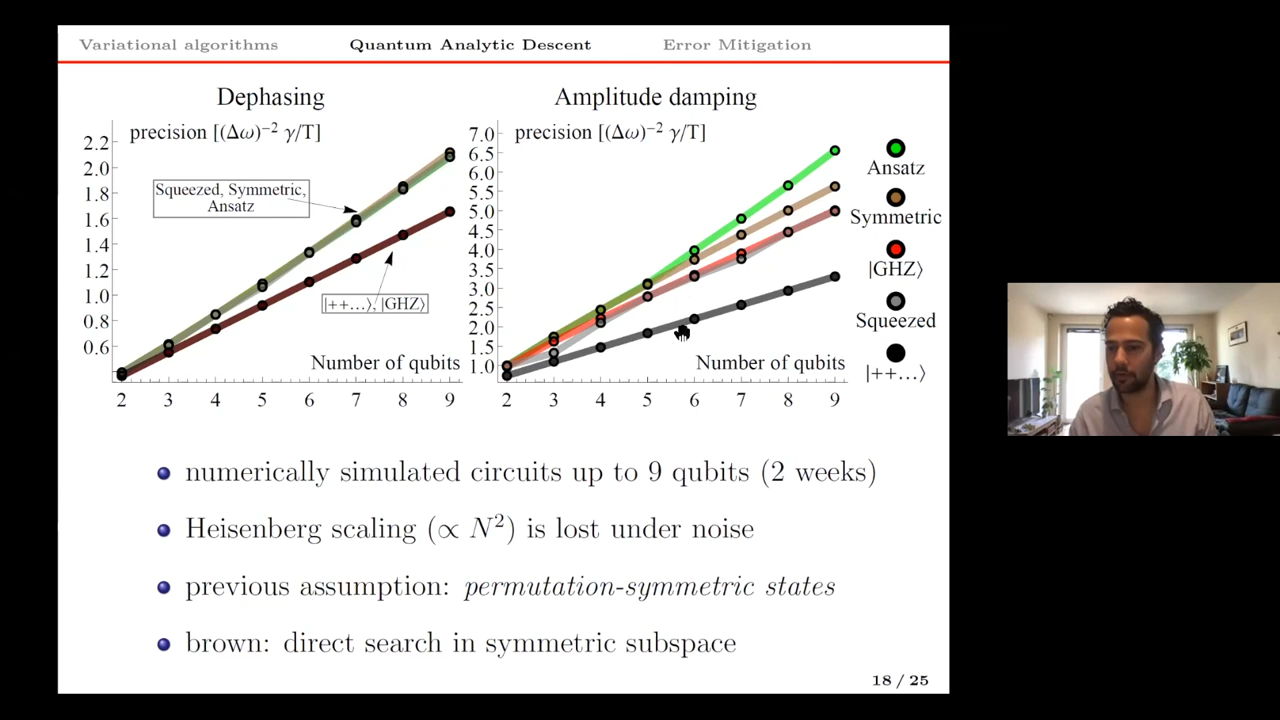 Variational algorithms Quantum Analytic Descent Error Mitigation
Dephasing
precision [(Δω)⁻² γ/T]
2.2
2.0
1.8
1.6
1.4
1.2
1.0
0.8
0.6
Squeezed, Symmetric,
Ansatz
|++…⟩, |GHZ⟩
Number of qubits
2 3 4 5 6 7 8 9
Amplitude damping
precision [(Δω)⁻² γ/T]
7.0
6.5
6.0
5.5
5.0
4.5
4.0
3.5
3.0
2.5
2.0
1.5
1.0
Number of qubits
2 3 4 5 6 7 8 9
Ansatz
Symmetric
|GHZ⟩
Squeezed
|++…⟩
numerically simulated circuits up to 9 qubits (2 weeks)
Heisenberg scaling (∝ N²) is lost under noise
previous assumption: permutation-symmetric states
brown: direct search in symmetric subspace
18 / 25